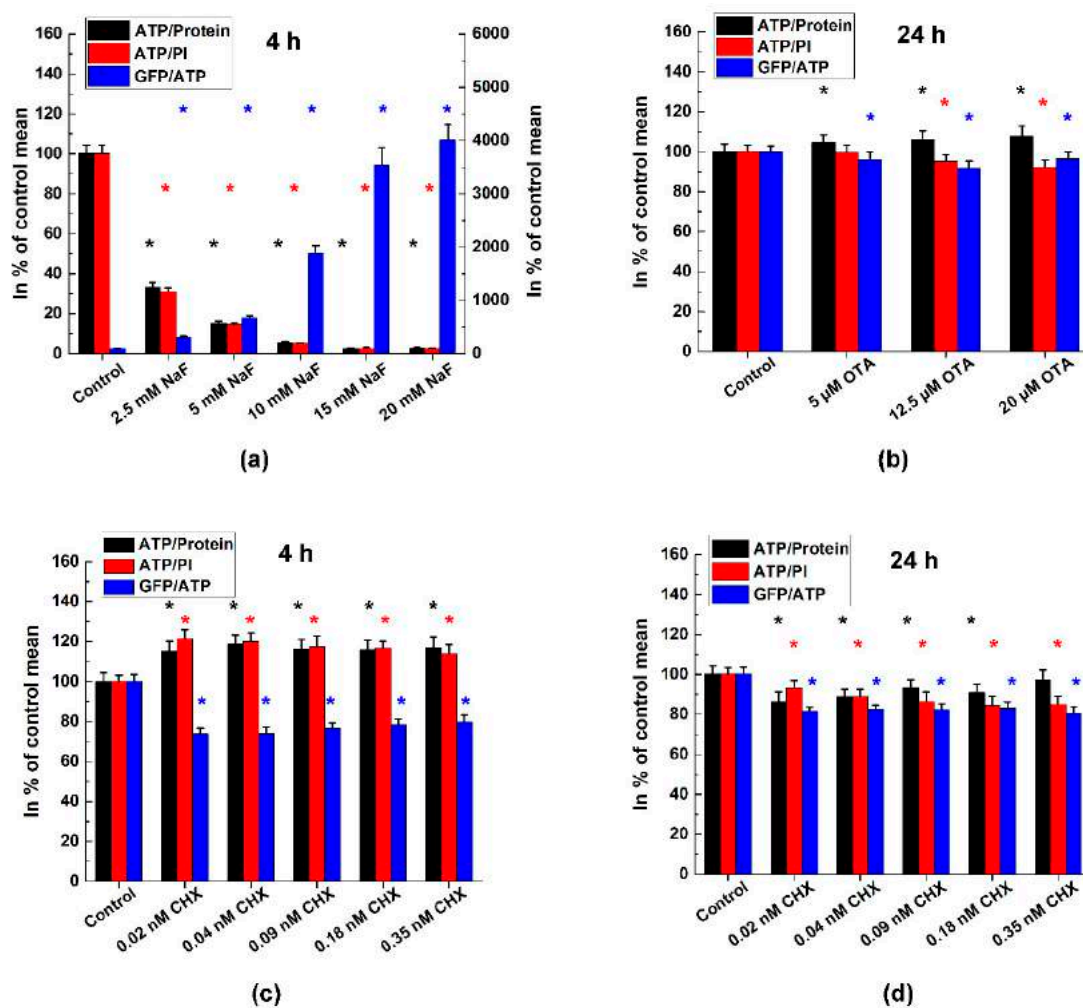 ATP/Protein
ATP/PI
GFP/ATP
4 h
In % of control mean
160
140
120
100
80
60
40
20
0
6000
5000
4000
3000
2000
1000
0
In % of control mean
* * * * *
* * * * *
* * * * *
Control
2.5 mM NaF
5 mM NaF
10 mM NaF
15 mM NaF
20 mM NaF
(a)
24 h
ATP/Protein
ATP/PI
GFP/ATP
In % of control mean
160
140
120
100
80
60
40
20
0
* * *
* *
* * *
Control
5 µM OTA
12.5 µM OTA
20 µM OTA
(b)
ATP/Protein
ATP/PI
GFP/ATP
4 h
In % of control mean
160
140
120
100
80
60
40
20
0
* * * * *
* * * * *
* * * * *
Control
0.02 nM CHX
0.04 nM CHX
0.09 nM CHX
0.18 nM CHX
0.35 nM CHX
(c)
24 h
ATP/Protein
ATP/PI
GFP/ATP
In % of control mean
160
140
120
100
80
60
40
20
0
* * * *
* * * * *
* * * * *
Control
0.02 nM CHX
0.04 nM CHX
0.09 nM CHX
0.18 nM CHX
0.35 nM CHX
(d)